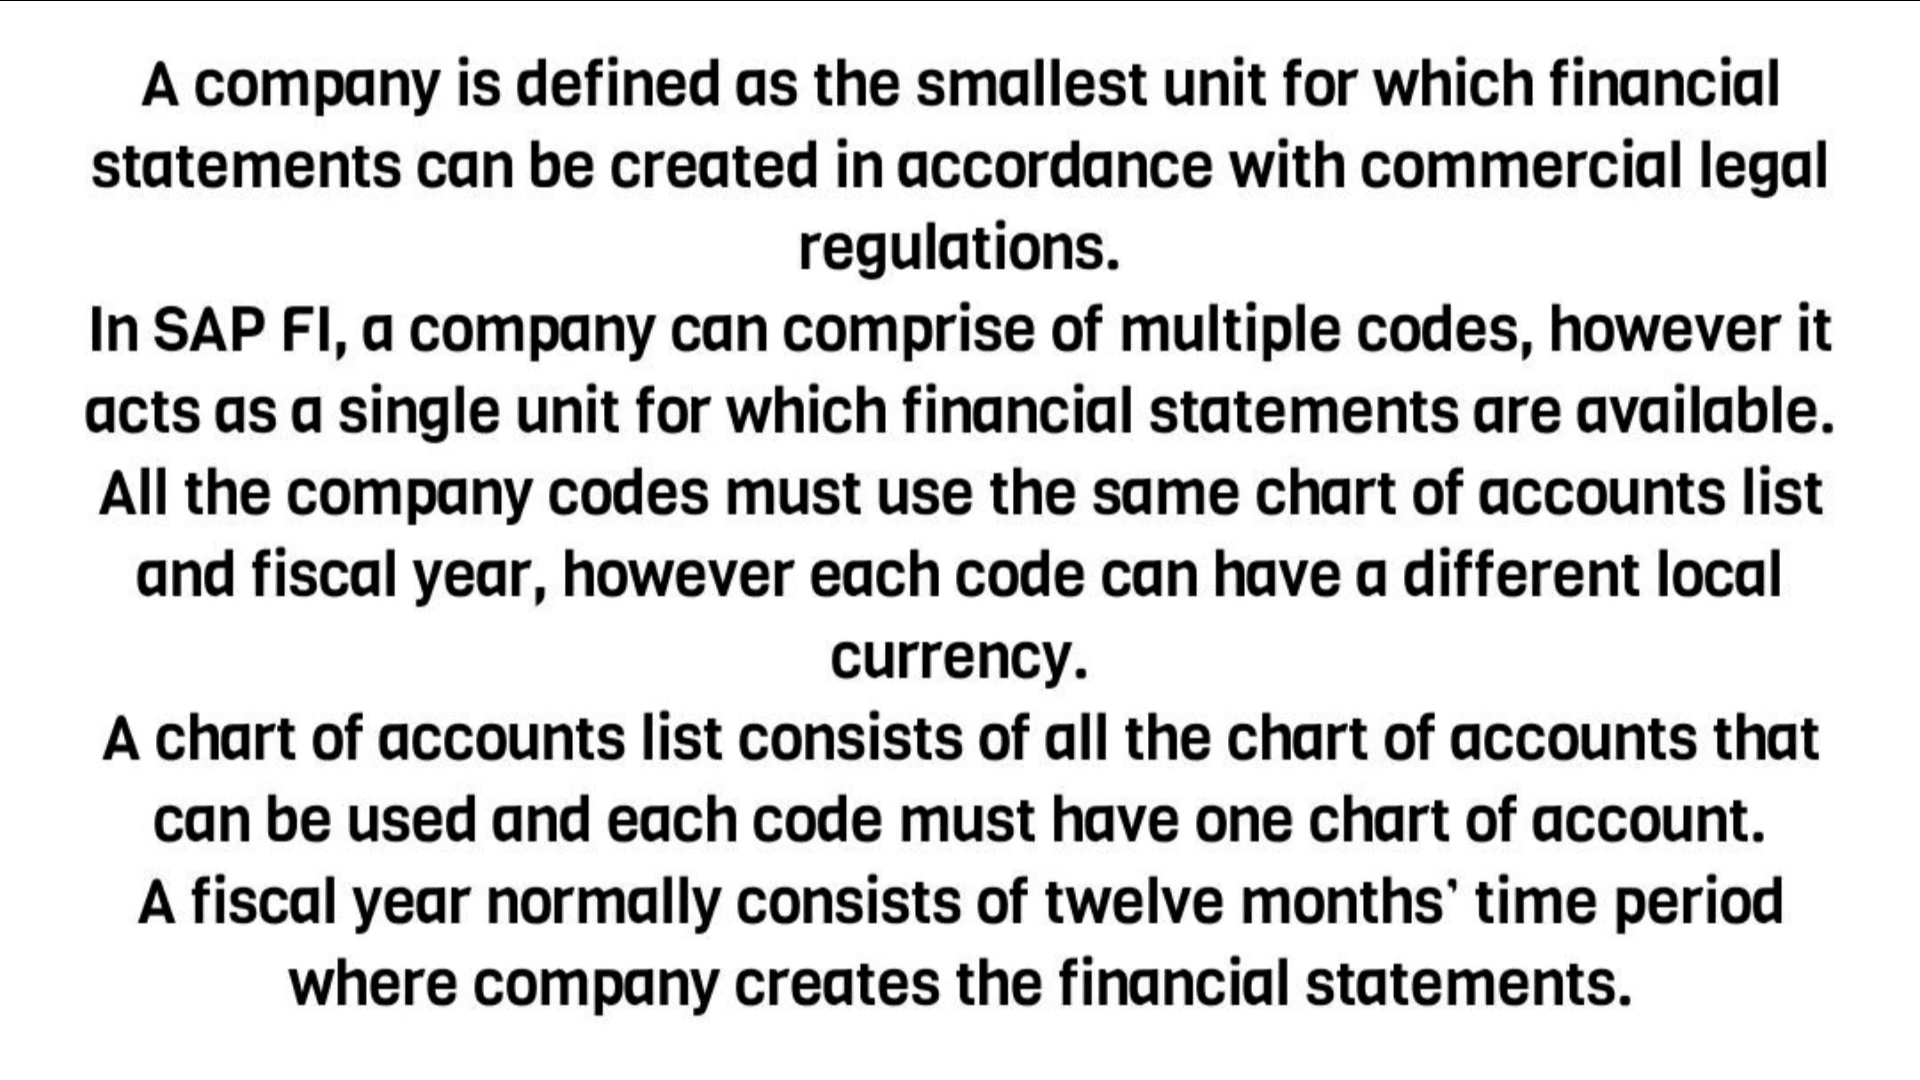 A company is defined as the smallest unit for which financial
statements can be created in accordance with commercial legal
regulations.
In SAP FI, a company can comprise of multiple codes, however it
acts as a single unit for which financial statements are available.
All the company codes must use the same chart of accounts list
and fiscal year, however each code can have a different local
currency.
A chart of accounts list consists of all the chart of accounts that
can be used and each code must have one chart of account.
A fiscal year normally consists of twelve months’ time period
where company creates the financial statements.